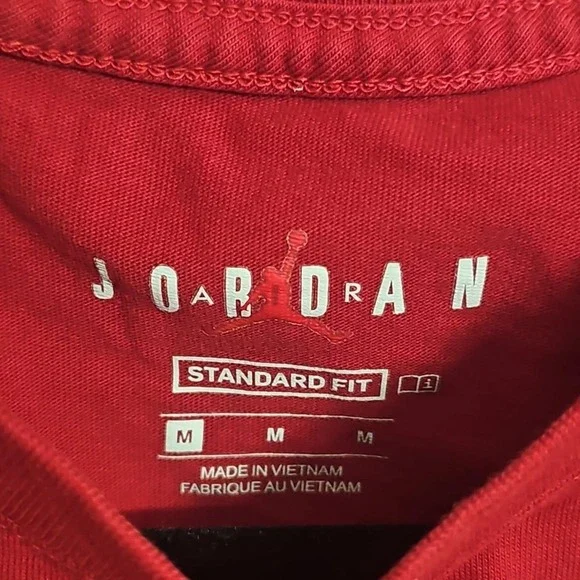 JORDAN
AIR
STANDARD FIT i
M M M
MADE IN VIETNAM
FABRIQUE AU VIETNAM